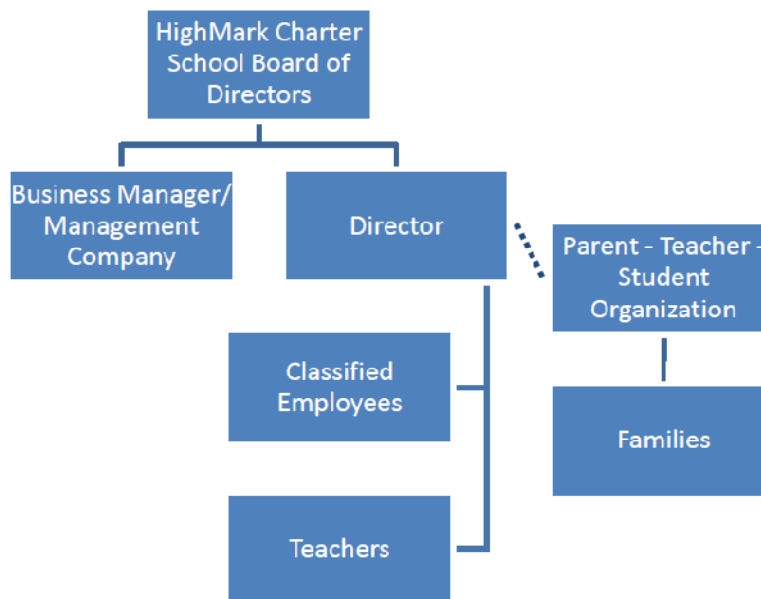 HighMark Charter
School Board of
Directors
Business Manager/
Management
Company
Director
Parent - Teacher -
Student
Organization
Classified
Employees
Families
Teachers